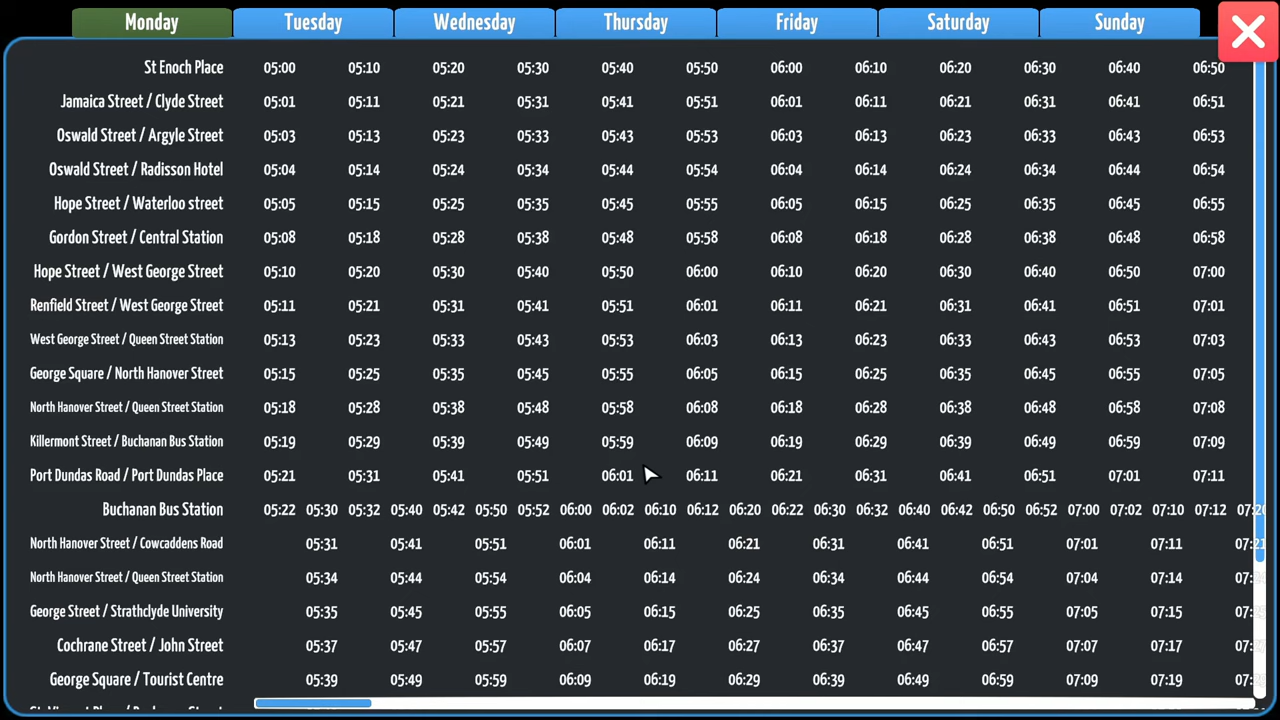 Monday Tuesday Wednesday Thursday Friday Saturday Sunday
St Enoch Place 05:00 05:10 05:20 05:30 05:40 05:50 06:00 06:10 06:20 06:30 06:40 06:50
Jamaica Street / Clyde Street 05:01 05:11 05:21 05:31 05:41 05:51 06:01 06:11 06:21 06:31 06:41 06:51
Oswald Street / Argyle Street 05:03 05:13 05:23 05:33 05:43 05:53 06:03 06:13 06:23 06:33 06:43 06:53
Oswald Street / Radisson Hotel 05:04 05:14 05:24 05:34 05:44 05:54 06:04 06:14 06:24 06:34 06:44 06:54
Hope Street / Waterloo street 05:05 05:15 05:25 05:35 05:45 05:55 06:05 06:15 06:25 06:35 06:45 06:55
Gordon Street / Central Station 05:08 05:18 05:28 05:38 05:48 05:58 06:08 06:18 06:28 06:38 06:48 06:58
Hope Street / West George Street 05:10 05:20 05:30 05:40 05:50 06:00 06:10 06:20 06:30 06:40 06:50 07:00
Renfield Street / West George Street 05:11 05:21 05:31 05:41 05:51 06:01 06:11 06:21 06:31 06:41 06:51 07:01
West George Street / Queen Street Station 05:13 05:23 05:33 05:43 05:53 06:03 06:13 06:23 06:33 06:43 06:53 07:03
George Square / North Hanover Street 05:15 05:25 05:35 05:45 05:55 06:05 06:15 06:25 06:35 06:45 06:55 07:05
North Hanover Street / Queen Street Station 05:18 05:28 05:38 05:48 05:58 06:08 06:18 06:28 06:38 06:48 06:58 07:08
Killermont Street / Buchanan Bus Station 05:19 05:29 05:39 05:49 05:59 06:09 06:19 06:29 06:39 06:49 06:59 07:09
Port Dundas Road / Port Dundas Place 05:21 05:31 05:41 05:51 06:01 06:11 06:21 06:31 06:41 06:51 07:01 07:11
Buchanan Bus Station 05:22 05:30 05:32 05:40 05:42 05:50 05:52 06:00 06:02 06:10 06:12 06:20 06:22 06:30 06:32 06:40 06:42 06:50 06:52 07:00 07:02 07:10 07:12
North Hanover Street / Cowcaddens Road 05:31 05:41 05:51 06:01 06:11 06:21 06:31 06:41 06:51 07:01 07:11
North Hanover Street / Queen Street Station 05:34 05:44 05:54 06:04 06:14 06:24 06:34 06:44 06:54 07:04 07:14
George Street / Strathclyde University 05:35 05:45 05:55 06:05 06:15 06:25 06:35 06:45 06:55 07:05 07:15
Cochrane Street / John Street 05:37 05:47 05:57 06:07 06:17 06:27 06:37 06:47 06:57 07:07 07:17
George Square / Tourist Centre 05:39 05:49 05:59 06:09 06:19 06:29 06:39 06:49 06:59 07:09 07:19